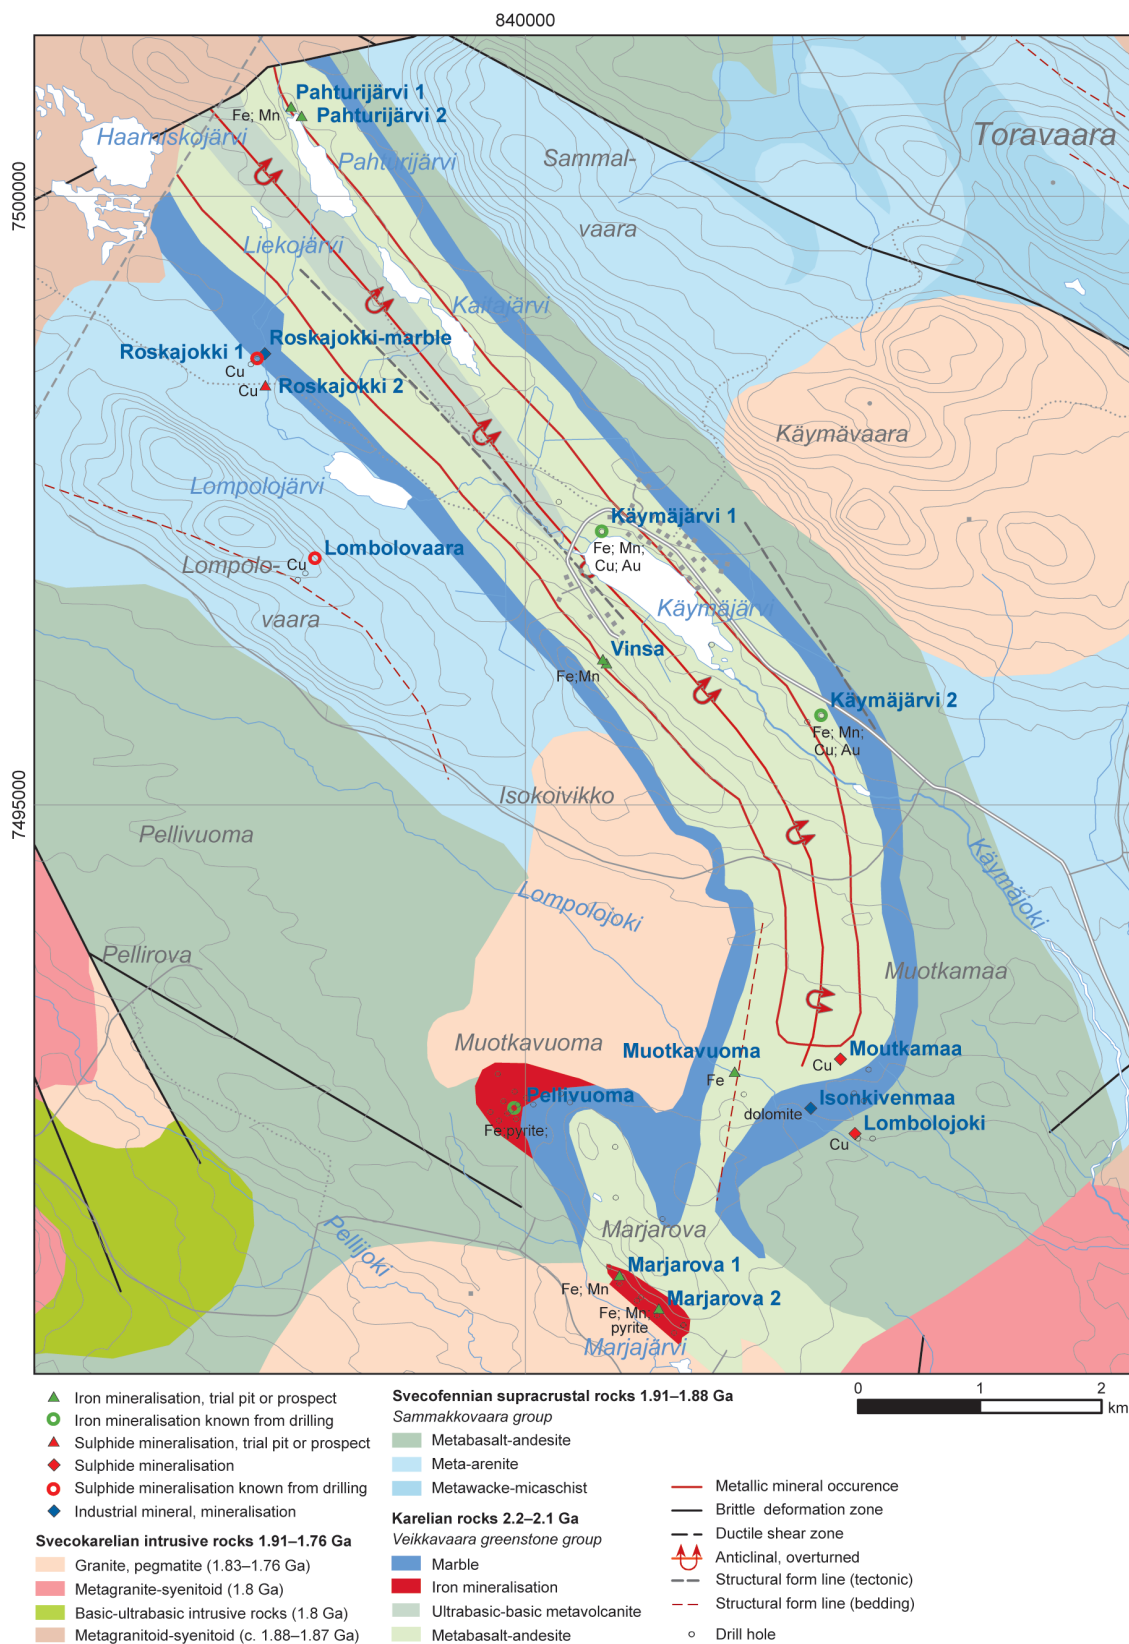 840000
7500000
7495000
Pahturijärvi 1
Fe; Mn
Pahturijärvi 2
Haarniskojärvi
Pahturijärvi
Sammal-
vaara
Toravaara
Liekojärvi
Kaitajärvi
Roskajokki-marble
Roskajokki 1
Cu
Cu
Roskajokki 2
Käymävaara
Lompolojärvi
Käymäjärvi 1
Fe; Mn;
Cu; Au
Lombolovaara
Cu
Lompolo-
vaara
Käymäjärvi
Vinsa
Fe;Mn
Käymäjärvi 2
Fe; Mn;
Cu; Au
Isokoivikko
Pellivuoma
Käymäjoki
Lompolojoki
Pellirova
Muotkamaa
Muotkavuoma
Muotkavuoma
Fe
Moutkamaa
Cu
Pellivuoma
Fe;pyrite;
Isonkivenmaa
dolomite
Lombolojoki
Cu
Marjarova
Pellijoki
Marjarova 1
Fe; Mn
Marjarova 2
Fe; Mn
pyrite
Marjajärvi
Iron mineralisation, trial pit or prospect
Iron mineralisation known from drilling
Sulphide mineralisation, trial pit or prospect
Sulphide mineralisation
Sulphide mineralisation known from drilling
Industrial mineral, mineralisation
Svecokarelian intrusive rocks 1.91–1.76 Ga
Granite, pegmatite (1.83–1.76 Ga)
Metagranite-syenitoid (1.8 Ga)
Basic-ultrabasic intrusive rocks (1.8 Ga)
Metagranitoid-syenitoid (c. 1.88–1.87 Ga)
Svecofennian supracrustal rocks 1.91–1.88 Ga
Sammakkovaara group
Metabasalt-andesite
Meta-arenite
Metawacke-micaschist
Karelian rocks 2.2–2.1 Ga
Veikkavaara greenstone group
Marble
Iron mineralisation
Ultrabasic-basic metavolcanite
Metabasalt-andesite
0 1 2
km
Metallic mineral occurence
Brittle deformation zone
Ductile shear zone
Anticlinal, overturned
Structural form line (tectonic)
Structural form line (bedding)
Drill hole